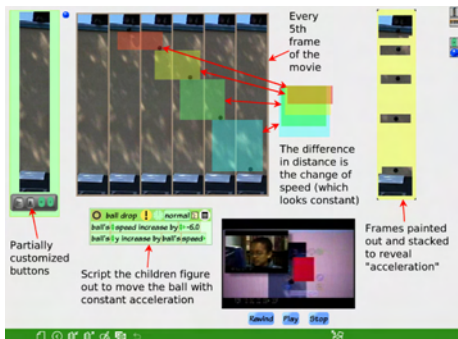 Every
5th
frame
of the
movie
The difference
in distance is
the change of
speed (which
looks constant)
Partially
customized
buttons
ball drop ! normal
ball's speed increase by -6.0
ball's y increase by ball's speed
Script the children figure
out to move the ball with
constant acceleration
Frames painted
out and stacked
to reveal
"acceleration"
Rewind Play Stop